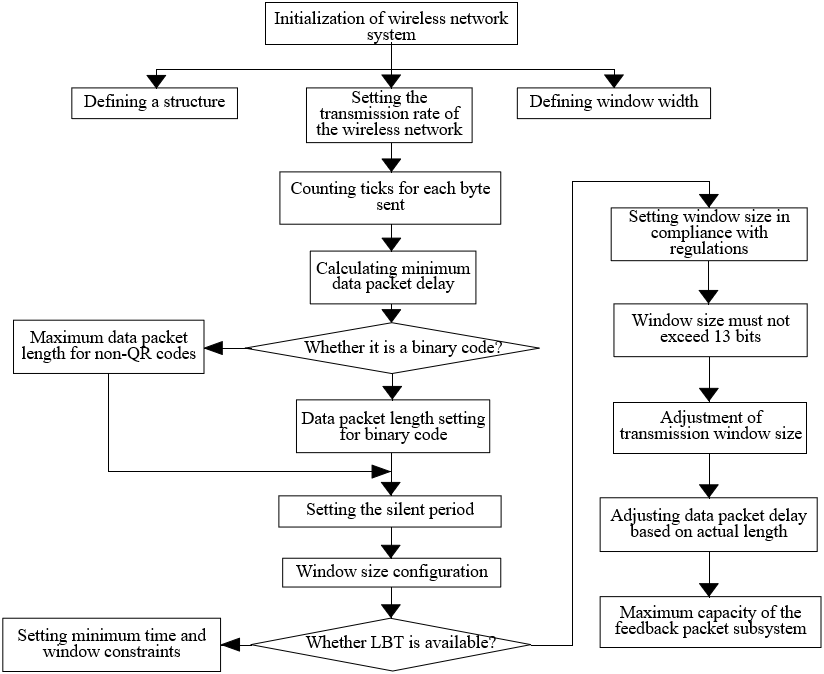 Initialization of wireless network
system
Defining a structure
Setting the
transmission rate of
the wireless network
Defining window width
Counting ticks for each byte
sent
Calculating minimum
data packet delay
Whether it is a binary code?
Maximum data packet
length for non-QR codes
Data packet length setting
for binary code
Setting the silent period
Window size configuration
Whether LBT is available?
Setting minimum time and
window constraints
Setting window size in
compliance with
regulations
Window size must not
exceed 13 bits
Adjustment of
transmission window size
Adjusting data packet delay
based on actual length
Maximum capacity of the
feedback packet subsystem